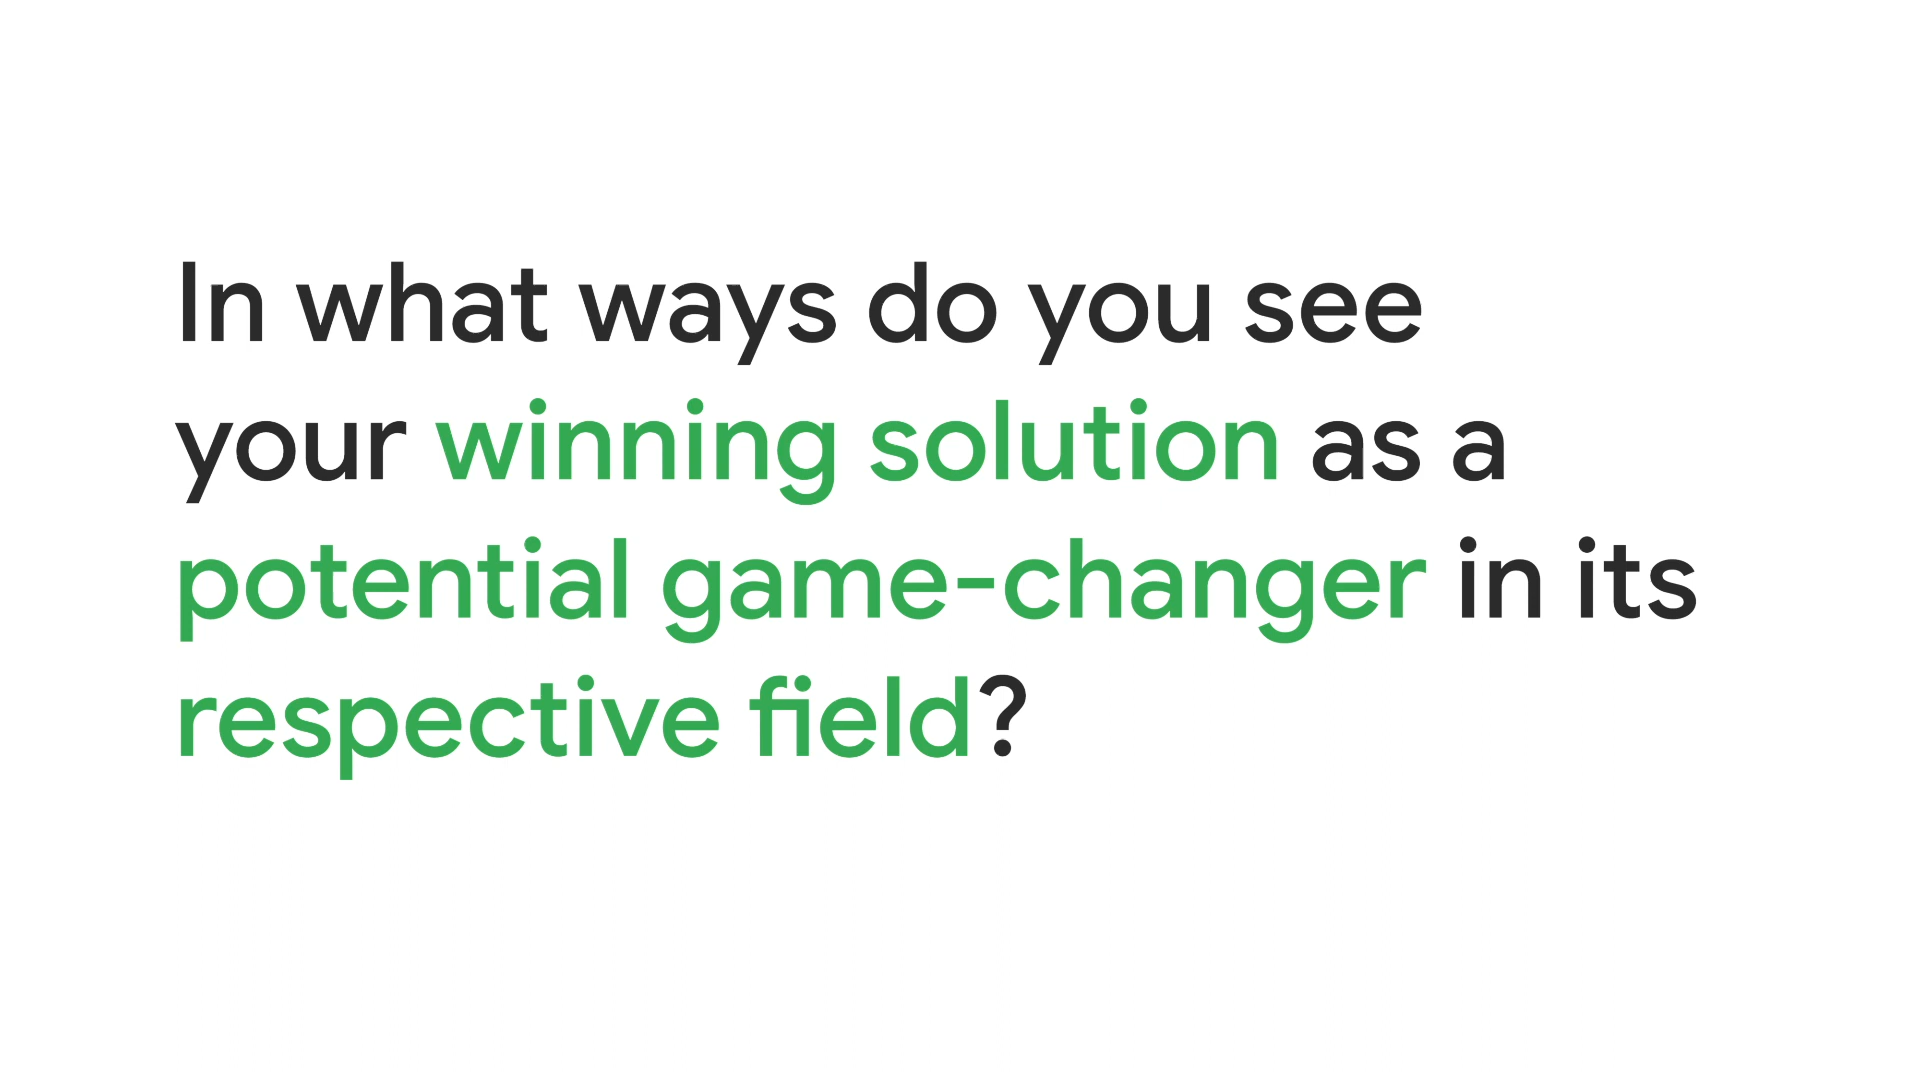 In what ways do you see
your winning solution as a
potential game-changer in its
respective field?